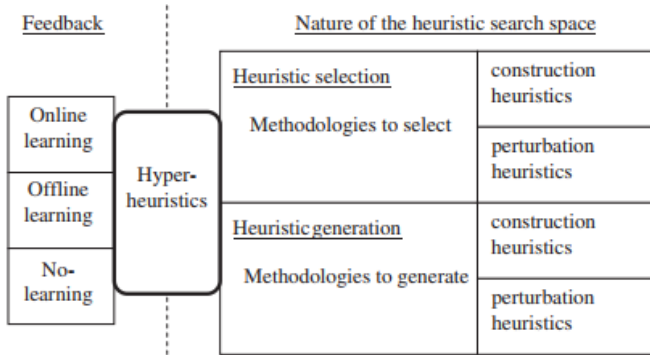 Feedback
Nature of the heuristic search space
Online
learning
Offline
learning
No-
learning
Hyper-
heuristics
Heuristic selection
Methodologies to select
construction
heuristics
perturbation
heuristics
Heuristic generation
Methodologies to generate
construction
heuristics
perturbation
heuristics